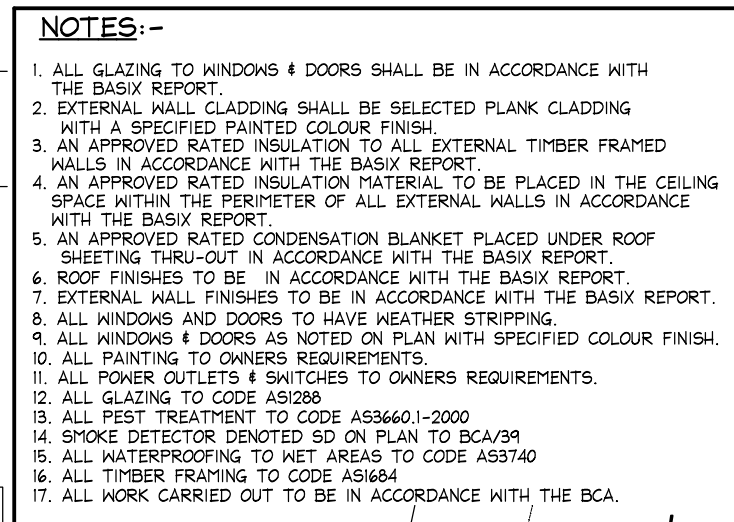 NOTES:-
1. ALL GLAZING TO WINDOWS & DOORS SHALL BE IN ACCORDANCE WITH
THE BASIX REPORT.
2. EXTERNAL WALL CLADDING SHALL BE SELECTED PLANK CLADDING
WITH A SPECIFIED PAINTED COLOUR FINISH.
3. AN APPROVED RATED INSULATION TO ALL EXTERNAL TIMBER FRAMED
WALLS IN ACCORDANCE WITH THE BASIX REPORT.
4. AN APPROVED RATED INSULATION MATERIAL TO BE PLACED IN THE CEILING
SPACE WITHIN THE PERIMETER OF ALL EXTERNAL WALLS IN ACCORDANCE
WITH THE BASIX REPORT.
5. AN APPROVED RATED CONDENSATION BLANKET PLACED UNDER ROOF
SHEETING THRU-OUT IN ACCORDANCE WITH THE BASIX REPORT.
6. ROOF FINISHES TO BE IN ACCORDANCE WITH THE BASIX REPORT.
7. EXTERNAL WALL FINISHES TO BE IN ACCORDANCE WITH THE BASIX REPORT.
8. ALL WINDOWS AND DOORS TO HAVE WEATHER STRIPPING.
9. ALL WINDOWS & DOORS AS NOTED ON PLAN WITH SPECIFIED COLOUR FINISH.
10. ALL PAINTING TO OWNERS REQUIREMENTS.
11. ALL POWER OUTLETS & SWITCHES TO OWNERS REQUIREMENTS.
12. ALL GLAZING TO CODE AS1288
13. ALL PEST TREATMENT TO CODE AS3660.1-2000
14. SMOKE DETECTOR DENOTED SD ON PLAN TO BCA/39
15. ALL WATERPROOFING TO WET AREAS TO CODE AS3740
16. ALL TIMBER FRAMING TO CODE AS1684
17. ALL WORK CARRIED OUT TO BE IN ACCORDANCE WITH THE BCA.